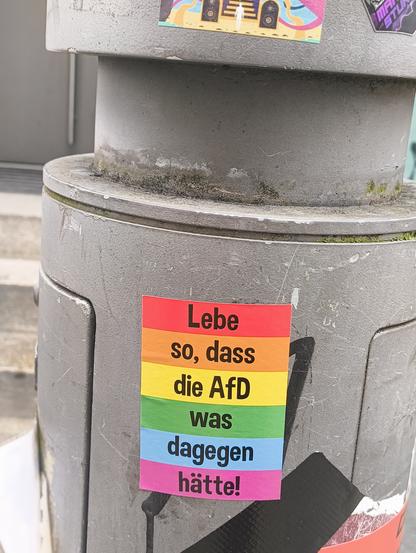 Lebe
so, dass
die AfD
was
dagegen
hätte!